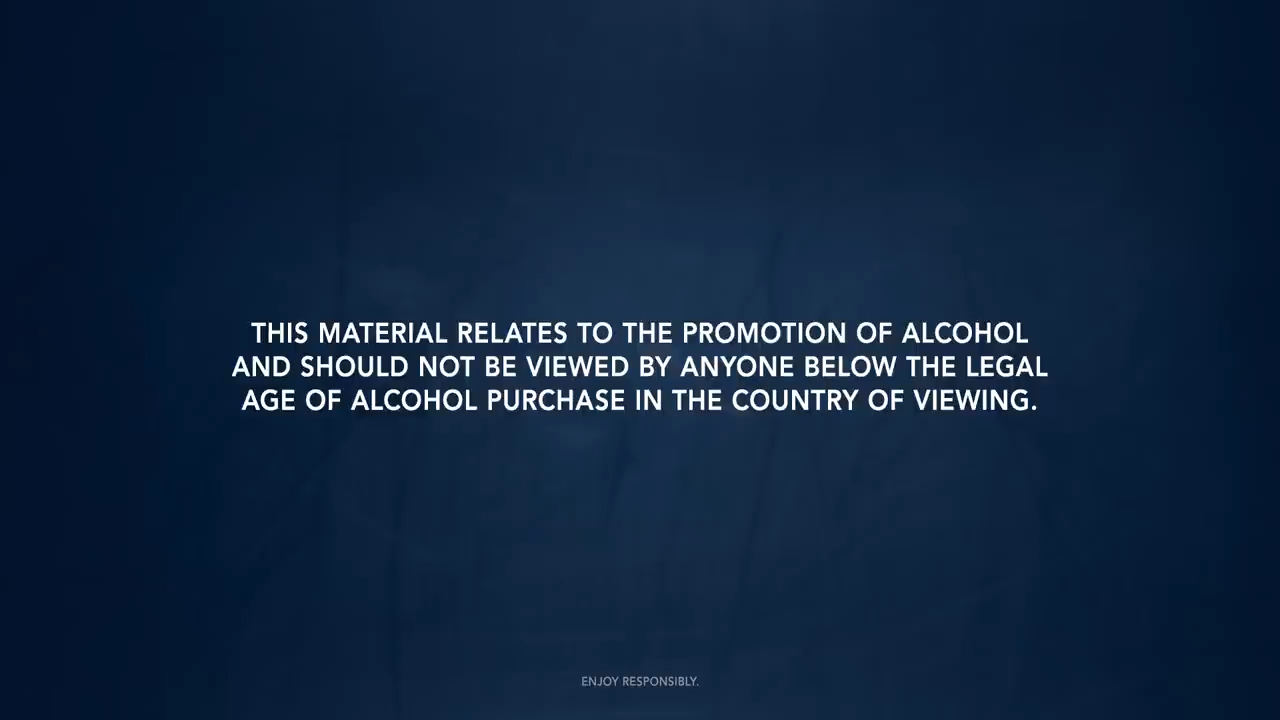 THIS MATERIAL RELATES TO THE PROMOTION OF ALCOHOL
AND SHOULD NOT BE VIEWED BY ANYONE BELOW THE LEGAL
AGE OF ALCOHOL PURCHASE IN THE COUNTRY OF VIEWING.
ENJOY RESPONSIBLY.